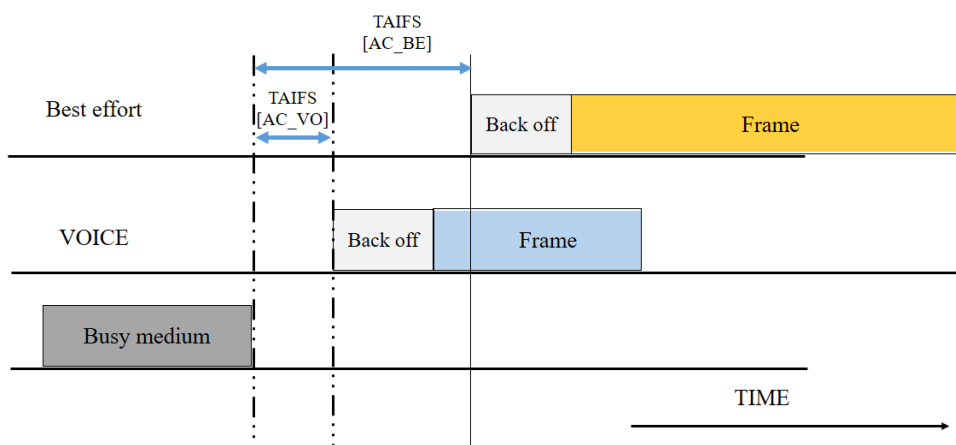 TAIFS
[AC_BE]
Best effort
TAIFS
[AC_VO]
Back off
Frame
VOICE
Back off
Frame
Busy medium
TIME